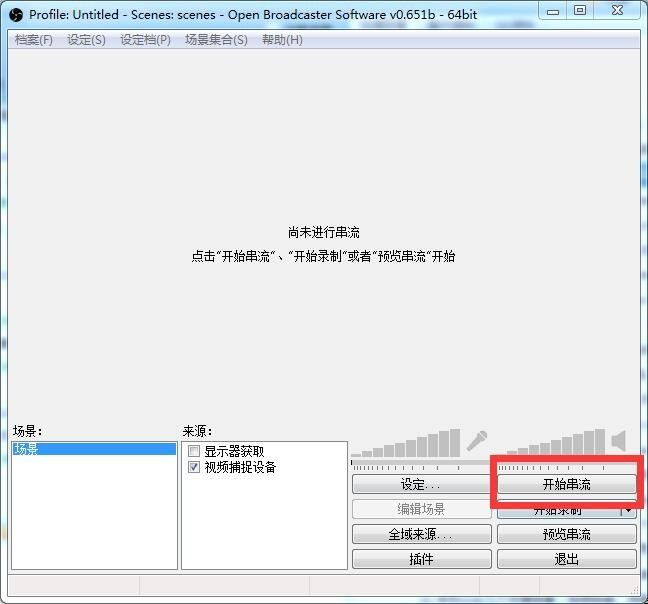 Profile: Untitled - Scenes: scenes - Open Broadcaster Software v0.651b - 64bit
档案(F) 设定(S) 设定档(P) 场景集合(S) 帮助(H)
尚未进行串流
点击"开始串流"、"开始录制"或者"预览串流"开始
场景:
场景
来源:
显示器获取
视频捕捉设备
设定...
开始串流
编辑场景
开始录制
全域来源...
预览串流
插件
退出